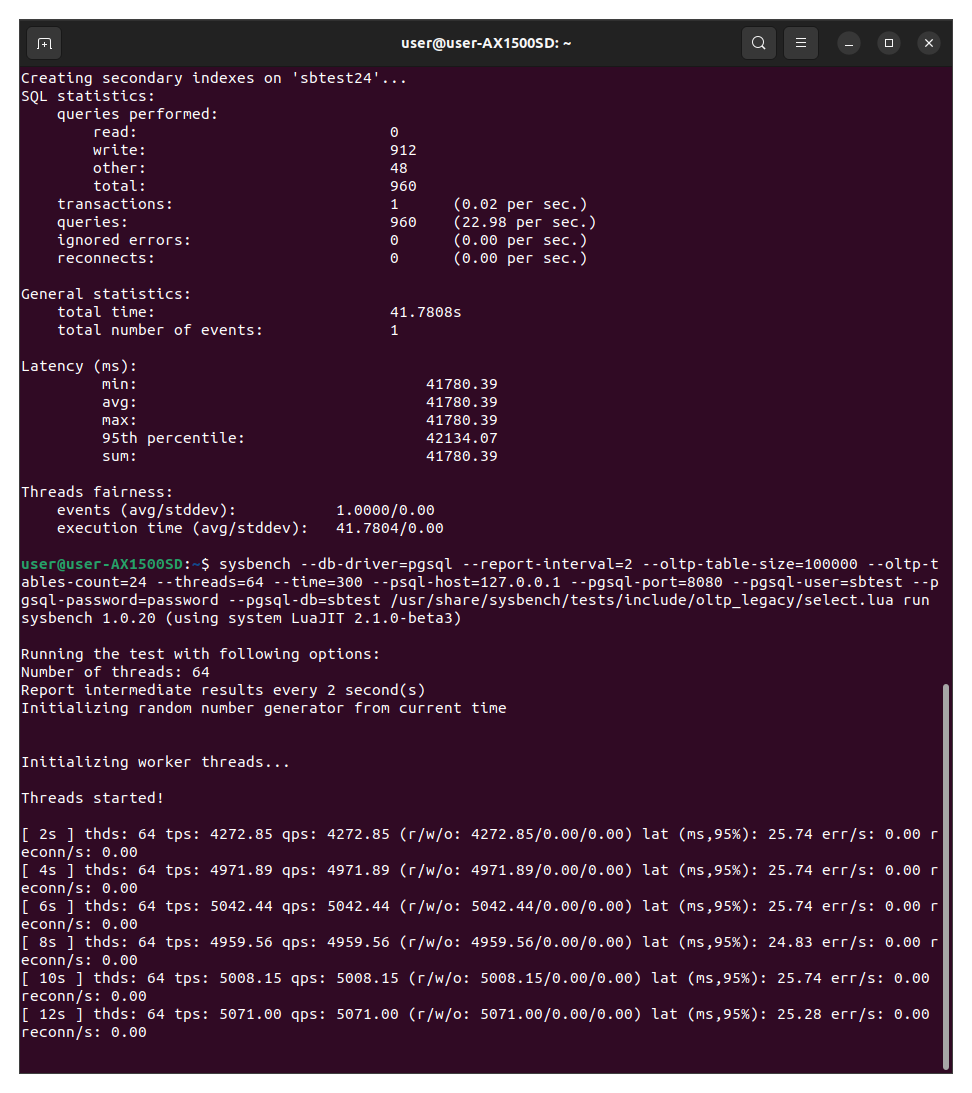 user@user-AX1500SD: ~
Creating secondary indexes on 'sbtest24'...
SQL statistics:
    queries performed:
        read:                            0
        write:                           912
        other:                           48
        total:                           960
    transactions:                        1      (0.02 per sec.)
    queries:                             960    (22.98 per sec.)
    ignored errors:                      0      (0.00 per sec.)
    reconnects:                          0      (0.00 per sec.)

General statistics:
    total time:                          41.7808s
    total number of events:              1

Latency (ms):
         min:                                41780.39
         avg:                                41780.39
         max:                                41780.39
         95th percentile:                    42134.07
         sum:                                41780.39

Threads fairness:
    events (avg/stddev):           1.0000/0.00
    execution time (avg/stddev):   41.7804/0.00

user@user-AX1500SD:~$ sysbench --db-driver=pgsql --report-interval=2 --oltp-table-size=100000 --oltp-t
ables-count=24 --threads=64 --time=300 --psql-host=127.0.0.1 --pgsql-port=8080 --pgsql-user=sbtest --p
gsql-password=password --pgsql-db=sbtest /usr/share/sysbench/tests/include/oltp_legacy/select.lua run
sysbench 1.0.20 (using system LuaJIT 2.1.0-beta3)

Running the test with following options:
Number of threads: 64
Report intermediate results every 2 second(s)
Initializing random number generator from current time


Initializing worker threads...

Threads started!

[ 2s ] thds: 64 tps: 4272.85 qps: 4272.85 (r/w/o: 4272.85/0.00/0.00) lat (ms,95%): 25.74 err/s: 0.00 r
econn/s: 0.00
[ 4s ] thds: 64 tps: 4971.89 qps: 4971.89 (r/w/o: 4971.89/0.00/0.00) lat (ms,95%): 25.74 err/s: 0.00 r
econn/s: 0.00
[ 6s ] thds: 64 tps: 5042.44 qps: 5042.44 (r/w/o: 5042.44/0.00/0.00) lat (ms,95%): 25.74 err/s: 0.00 r
econn/s: 0.00
[ 8s ] thds: 64 tps: 4959.56 qps: 4959.56 (r/w/o: 4959.56/0.00/0.00) lat (ms,95%): 24.83 err/s: 0.00 r
econn/s: 0.00
[ 10s ] thds: 64 tps: 5008.15 qps: 5008.15 (r/w/o: 5008.15/0.00/0.00) lat (ms,95%): 25.74 err/s: 0.00
reconn/s: 0.00
[ 12s ] thds: 64 tps: 5071.00 qps: 5071.00 (r/w/o: 5071.00/0.00/0.00) lat (ms,95%): 25.28 err/s: 0.00
reconn/s: 0.00